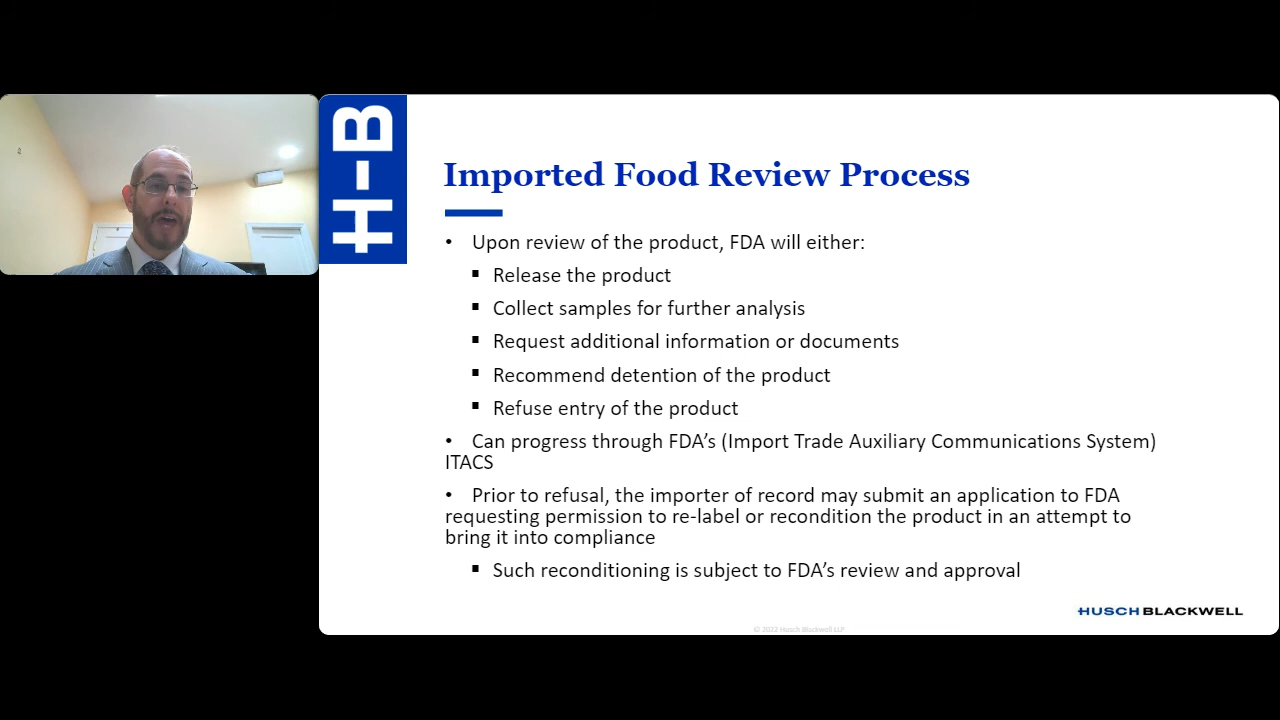 H-B
Imported Food Review Process
• Upon review of the product, FDA will either:
▪ Release the product
▪ Collect samples for further analysis
▪ Request additional information or documents
▪ Recommend detention of the product
▪ Refuse entry of the product
• Can progress through FDA’s (Import Trade Auxiliary Communications System)
ITACS
• Prior to refusal, the importer of record may submit an application to FDA
requesting permission to re-label or recondition the product in an attempt to
bring it into compliance
▪ Such reconditioning is subject to FDA’s review and approval
HUSCH BLACKWELL
© 2022 Husch Blackwell LLP